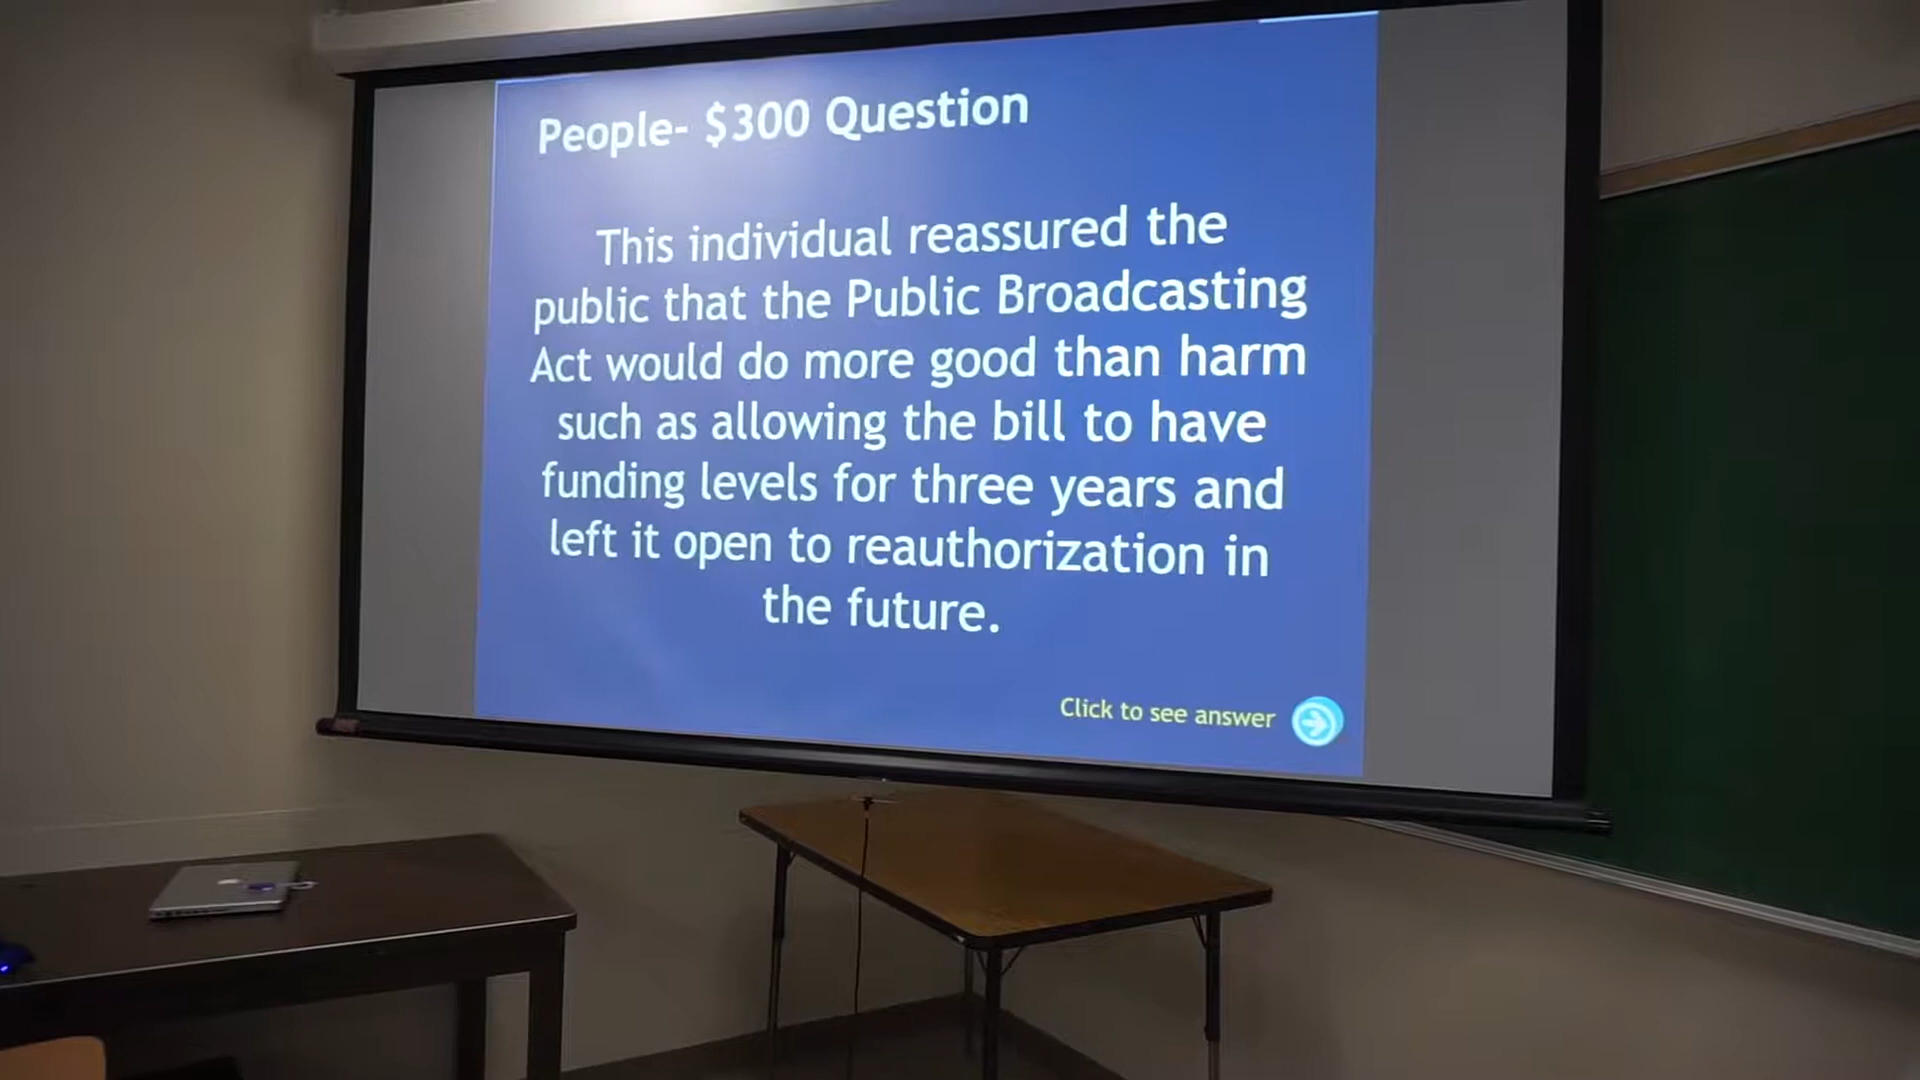 People- $300 Question
This individual reassured the
public that the Public Broadcasting
Act would do more good than harm
such as allowing the bill to have
funding levels for three years and
left it open to reauthorization in
the future.
Click to see answer